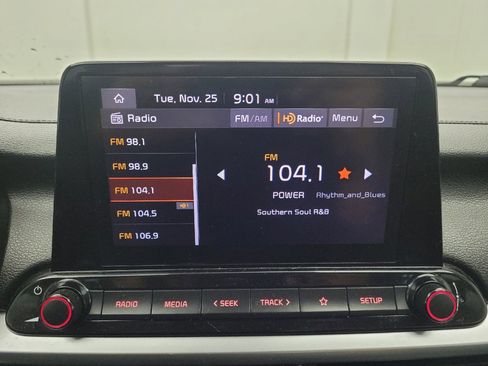 Tue, Nov. 25 9:01 AM
Radio FM/AM HD Radio Menu
FM 98.1
FM 98.9
FM 104.1
HD1
FM 104.5
FM 106.9
FM
104.1
POWER Rhythm_and_Blues
Southern Soul R&B
RADIO MEDIA < SEEK TRACK > SETUP